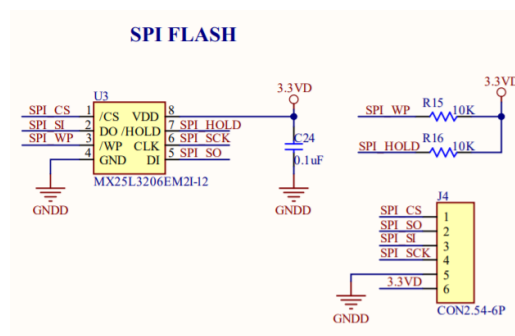 SPI FLASH
U3
SPI_CS 1 /CS VDD 8
SPI_SI 2 DO /HOLD 7 SPI_HOLD
SPI_WP 3 /WP CLK 6 SPI_SCK
4 GND DI 5 SPI_SO
MX25L3206EM2I-I2
GNDD
3.3VD
C24
0.1uF
GNDD
3.3VD
SPI_WP R15 10K
SPI_HOLD R16 10K
J4
SPI_CS 1
SPI_SO 2
SPI_SI 3
SPI_SCK 4
5
3.3VD 6
CON2.54-6P
GNDD